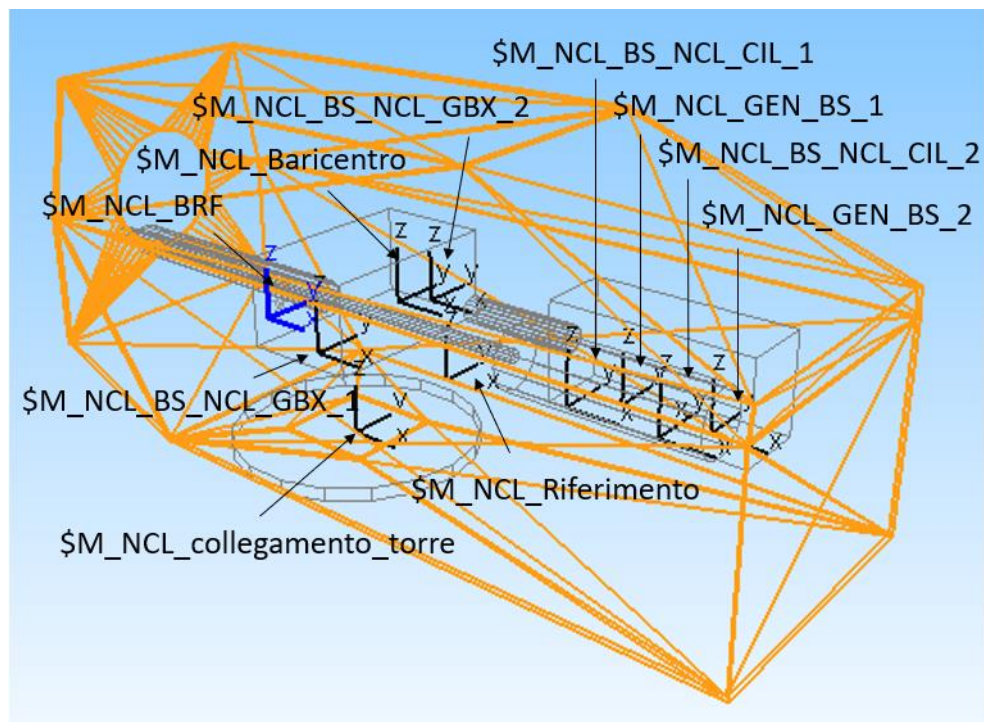 $M_NCL_BS_NCL_CIL_1
$M_NCL_BS_NCL_GBX_2
$M_NCL_GEN_BS_1
$M_NCL_Baricentro
$M_NCL_BS_NCL_CIL_2
$M_NCL_BRF
$M_NCL_GEN_BS_2
$M_NCL_BS_NCL_GBX_1
$M_NCL_Riferimento
$M_NCL_collegamento_torre